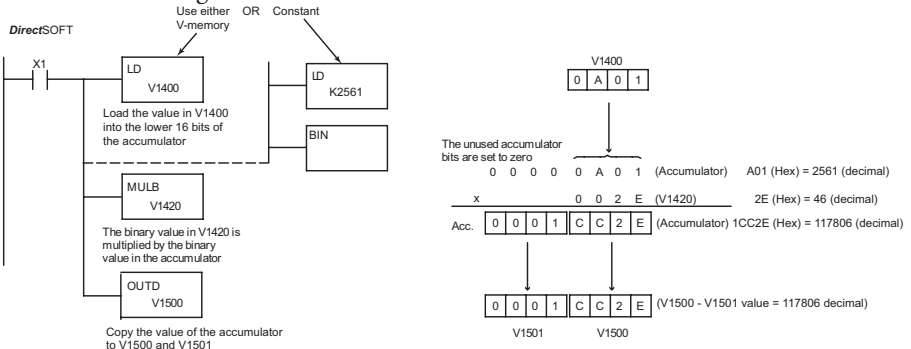 Use either OR Constant
V-memory
DirectSOFT
X1
LD
V1400
Load the value in V1400
into the lower 16 bits of
the accumulator
LD
K2561
BIN
MULB
V1420
The binary value in V1420 is
multiplied by the binary
value in the accumulator
OUTD
V1500
Copy the value of the accumulator
to V1500 and V1501
V1400
0 A 0 1
The unused accumulator
bits are set to zero
0 0 0 0 0 A 0 1 (Accumulator) A01 (Hex) = 2561 (decimal)
x 0 0 2 E (V1420) 2E (Hex) = 46 (decimal)
Acc. 0 0 0 1 C C 2 E (Accumulator) 1CC2E (Hex) = 117806 (decimal)
0 0 0 1 C C 2 E (V1500 - V1501 value = 117806 decimal)
V1501 V1500